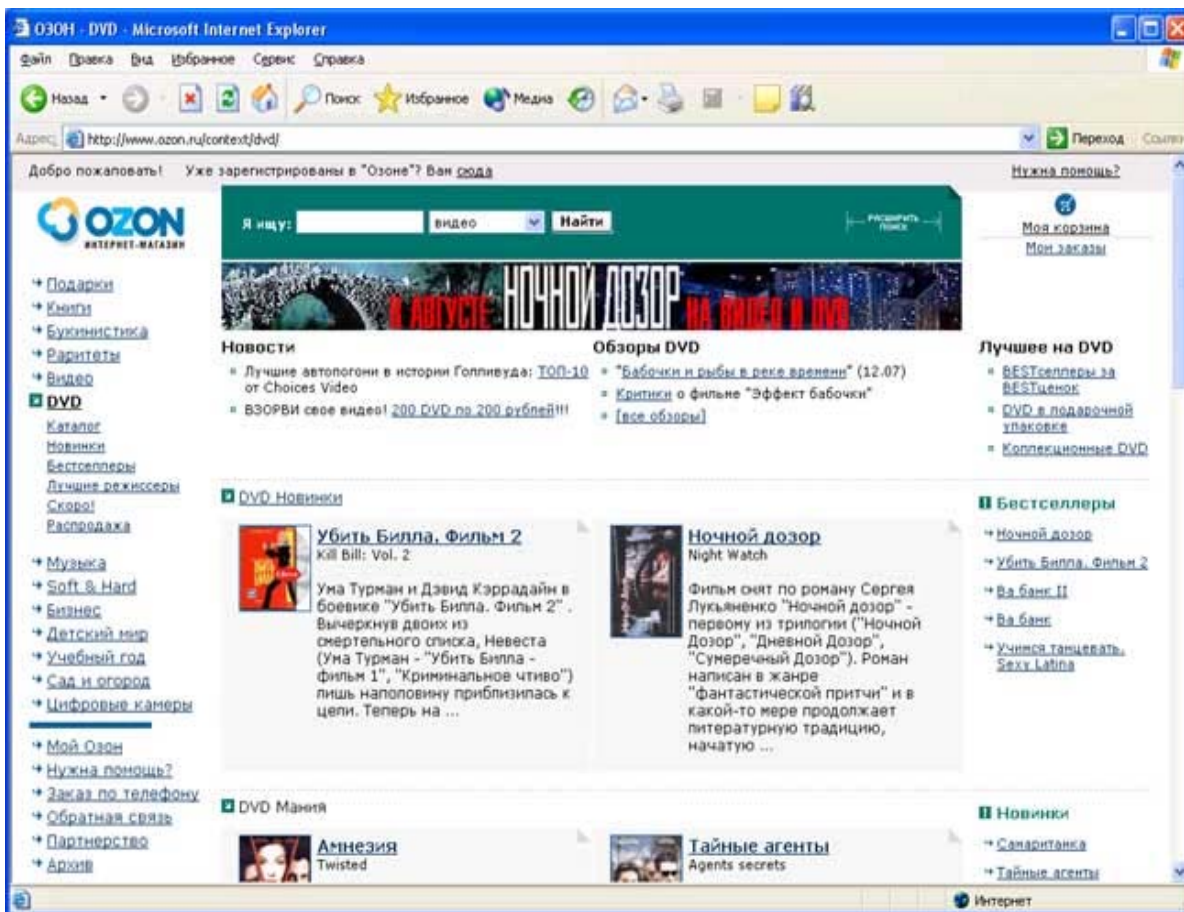 ОЗОН - DVD - Microsoft Internet Explorer
Файл Правка Вид Избранное Сервис Справка
Назад Поиск Избранное Медиа
Адрес: http://www.ozon.ru/context/dvd/ Переход Ссылки
Добро пожаловать! Уже зарегистрированы в "Озоне"? Вам сюда Нужна помощь?
OZON
ИНТЕРНЕТ-МАГАЗИН
Я ищу: видео Найти
РАСШИРИТЬ
ПОИСК
Моя корзина
Мои заказы
Подарки
Книги
Букинистика
Раритеты
Видео
DVD
Каталог
Новинки
Бестселлеры
Лучшие режиссеры
Скоро!
Распродажа
Музыка
Soft & Hard
Бизнес
Детский мир
Учебный год
Сад и огород
Цифровые камеры
Мой Озон
Нужна помощь?
Заказ по телефону
Обратная связь
Партнерство
Архив
В АВГУСТЕ НОЧНОЙ ДОЗОР НА ВИДЕО И DVD
Новости
Лучшие автопогони в истории Голливуда: ТОП-10
от Choices Video
ВЗОРВИ свое видео! 200 DVD по 200 рублей!!!
Обзоры DVD
"Бабочки и рыбы в реке времени" (12.07)
Критики о фильме "Эффект бабочки"
[все обзоры]
Лучшее на DVD
BESTселлеры за
BESTценок
DVD в подарочной
упаковке
Коллекционные DVD
DVD Новинки
Убить Билла. Фильм 2
Kill Bill: Vol. 2
Ума Турман и Дэвид Кэррадайн в
боевике "Убить Билла. Фильм 2" .
Вычеркнув двоих из
смертельного списка, Невеста
(Ума Турман - "Убить Билла -
фильм 1", "Криминальное чтиво")
лишь наполовину приблизилась к
цели. Теперь на ...
Ночной дозор
Night Watch
Фильм снят по роману Сергея
Лукьяненко "Ночной дозор" -
первому из трилогии ("Ночной
Дозор", "Дневной Дозор",
"Сумеречный Дозор"). Роман
написан в жанре
"фантастической притчи" и в
какой-то мере продолжает
литературную традицию,
начатую ...
Бестселлеры
Ночной дозор
Убить Билла. Фильм 2
Ва банк II
Ва банк
Учимся танцевать.
Sexy Latina
DVD Мания
Амнезия
Twisted
Тайные агенты
Agents secrets
Новинки
Самаритянка
Тайные агенты
Интернет